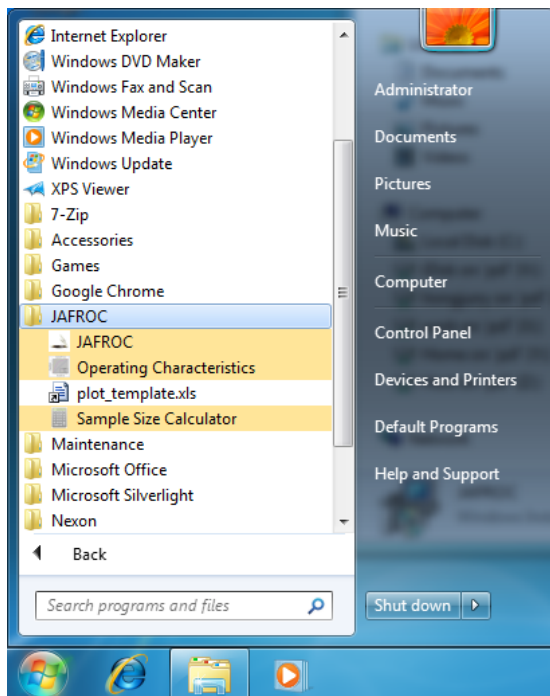 Internet Explorer
Windows DVD Maker
Windows Fax and Scan
Windows Media Center
Windows Media Player
Windows Update
XPS Viewer
7-Zip
Accessories
Games
Google Chrome
JAFROC
JAFROC
Operating Characteristics
plot_template.xls
Sample Size Calculator
Maintenance
Microsoft Office
Microsoft Silverlight
Nexon
Back
Search programs and files
Administrator
Documents
Pictures
Music
Computer
Control Panel
Devices and Printers
Default Programs
Help and Support
Shut down